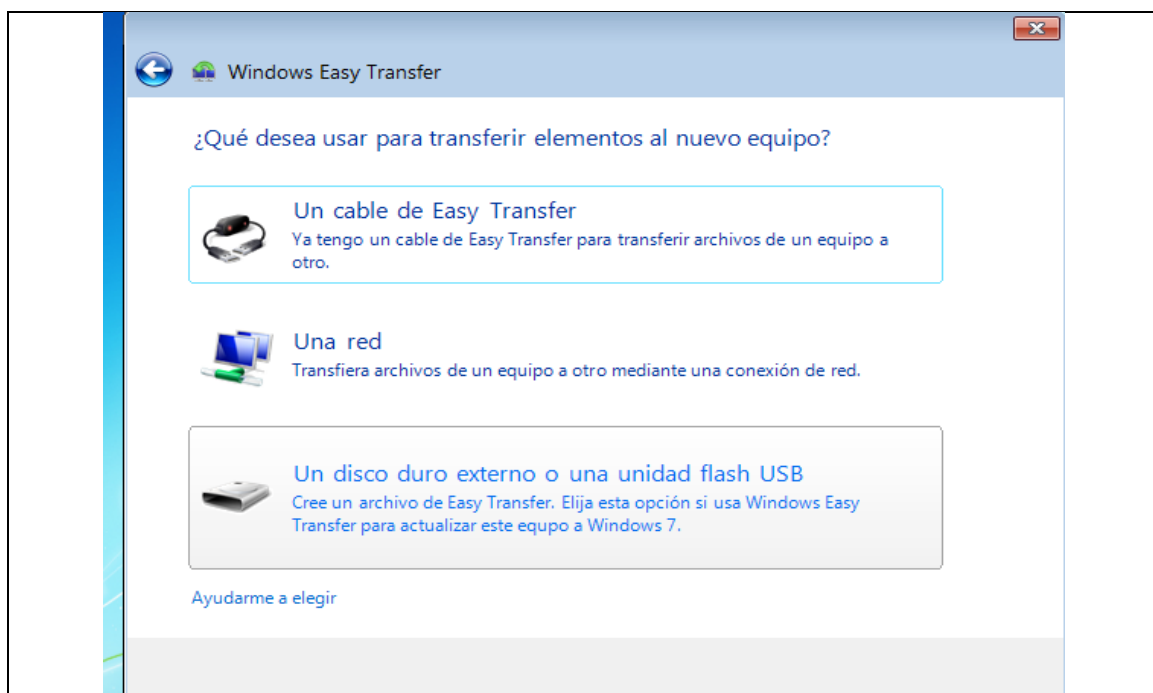 Windows Easy Transfer
¿Qué desea usar para transferir elementos al nuevo equipo?
Un cable de Easy Transfer
Ya tengo un cable de Easy Transfer para transferir archivos de un equipo a
otro.
Una red
Transfiera archivos de un equipo a otro mediante una conexión de red.
Un disco duro externo o una unidad flash USB
Cree un archivo de Easy Transfer. Elija esta opción si usa Windows Easy
Transfer para actualizar este equpo a Windows 7.
Ayudarme a elegir